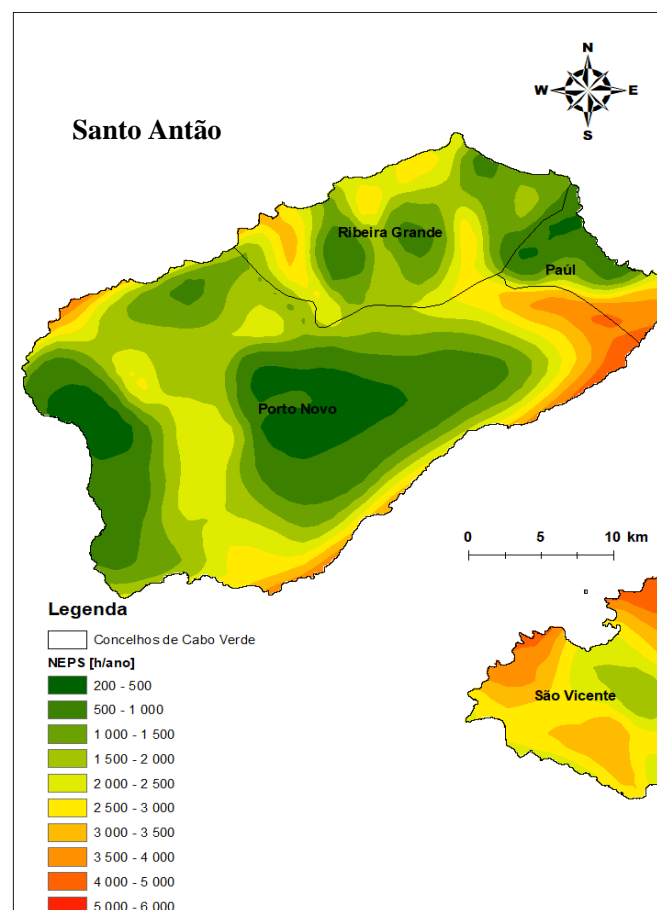 N
W E
S
Santo Antão
Ribeira Grande
Paúl
Porto Novo
0 5 10 km
Legenda
Concelhos de Cabo Verde
NEPS [h/ano]
200 - 500
500 - 1 000
1 000 - 1 500
1 500 - 2 000
2 000 - 2 500
2 500 - 3 000
3 000 - 3 500
3 500 - 4 000
4 000 - 5 000
5 000 - 6 000
São Vicente